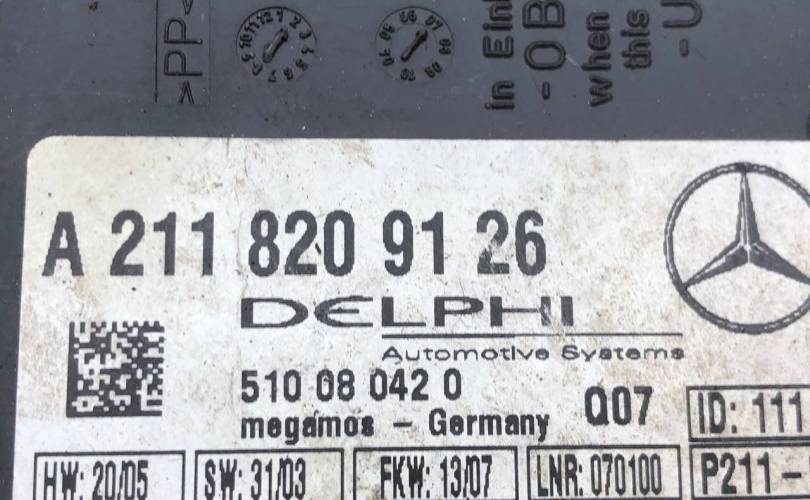 >PP<
in Ein
-OB
when
this
-U
A 211 820 91 26
DELPHI
Automotive Systems
510 08 042 0
megamos - Germany
Q07
ID: 111
HW: 20/05
SW: 31/03
FKW: 13/07
LNR: 070100
P211-